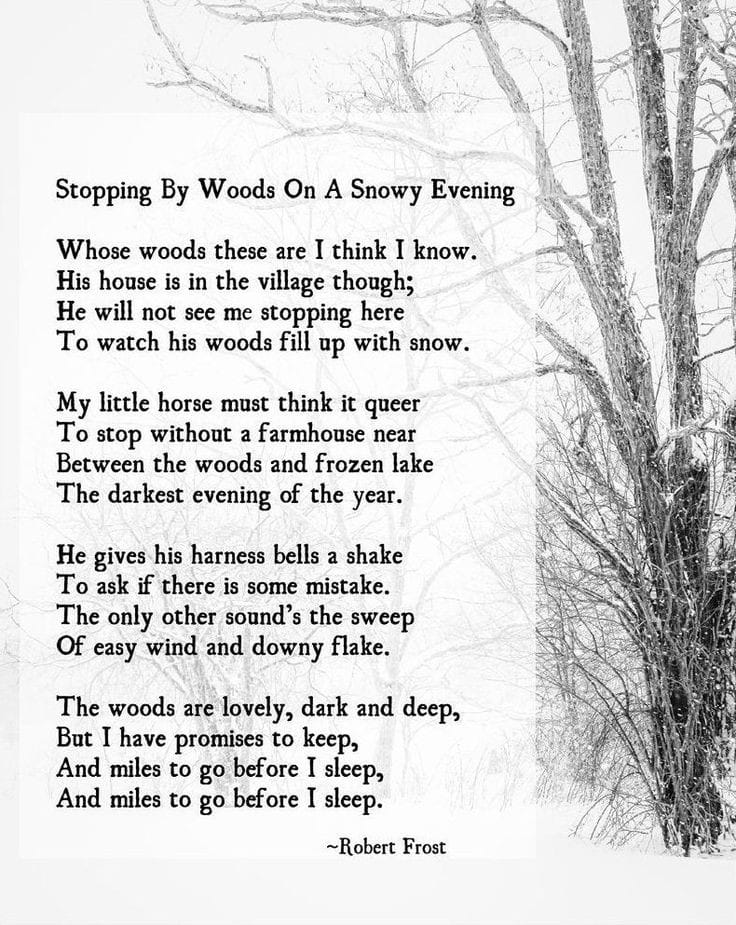 Stopping By Woods On A Snowy Evening
Whose woods these are I think I know.
His house is in the village though;
He will not see me stopping here
To watch his woods fill up with snow.
My little horse must think it queer
To stop without a farmhouse near
Between the woods and frozen lake
The darkest evening of the year.
He gives his harness bells a shake
To ask if there is some mistake.
The only other sound's the sweep
Of easy wind and downy flake.
The woods are lovely, dark and deep,
But I have promises to keep,
And miles to go before I sleep,
And miles to go before I sleep.
~Robert Frost